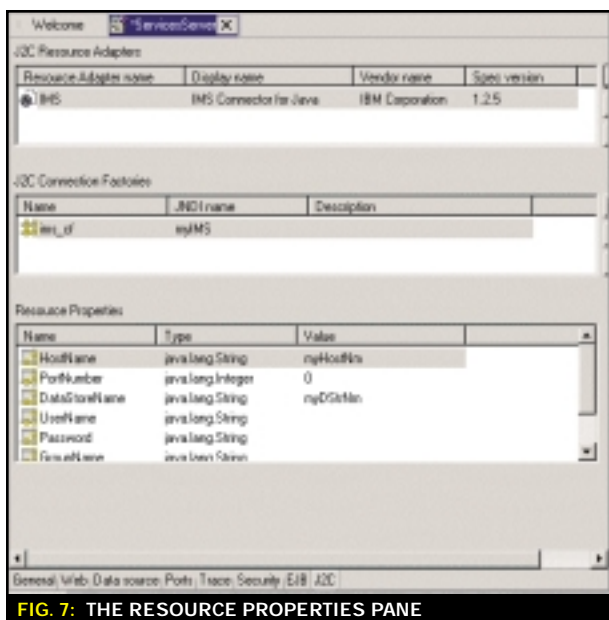 Welcome *ServicesServer
J2C Resource Adapters
Resource Adapter name Display name Vendor name Spec version
IMS IMS Connector for Java IBM Corporation 1.2.5
J2C Connection Factories
Name JNDI name Description
ims_cf myIMS
Resource Properties
Name Type Value
HostName java.lang.String myHostNm
PortNumber java.lang.Integer 0
DataStoreName java.lang.String myDStrNm
UserName java.lang.String
Password java.lang.String
GroupName java.lang.String
General Web Data source Ports Trace Security EJB J2C
FIG. 7: THE RESOURCE PROPERTIES PANE